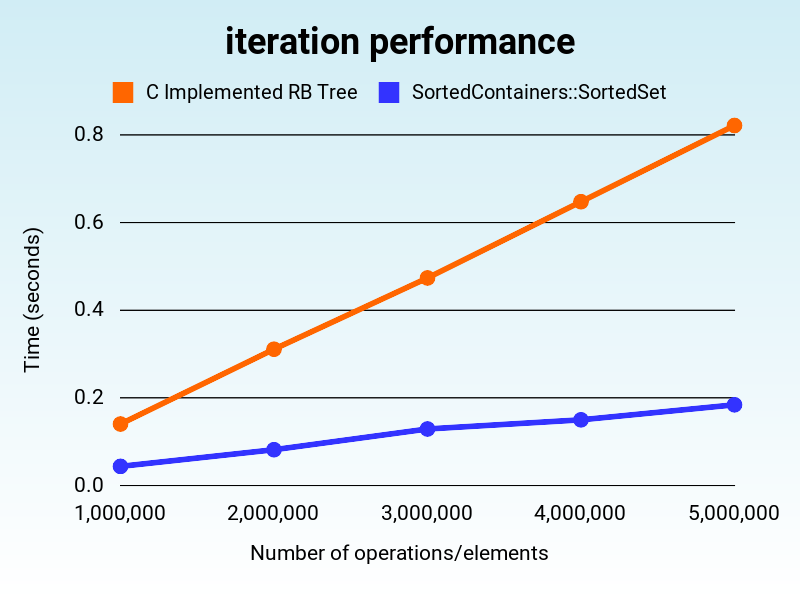 iteration performance
C Implemented RB Tree SortedContainers::SortedSet
0.8
0.6
0.4
0.2
0.0
Time (seconds)
1,000,000 2,000,000 3,000,000 4,000,000 5,000,000
Number of operations/elements